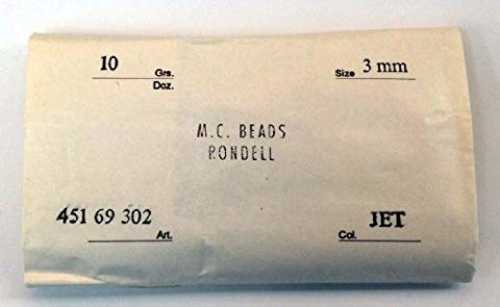 10 Grs. Size 3 mm
Doz.
M.C. BEADS
RONDELL
451 69 302 JET
Art. Col.